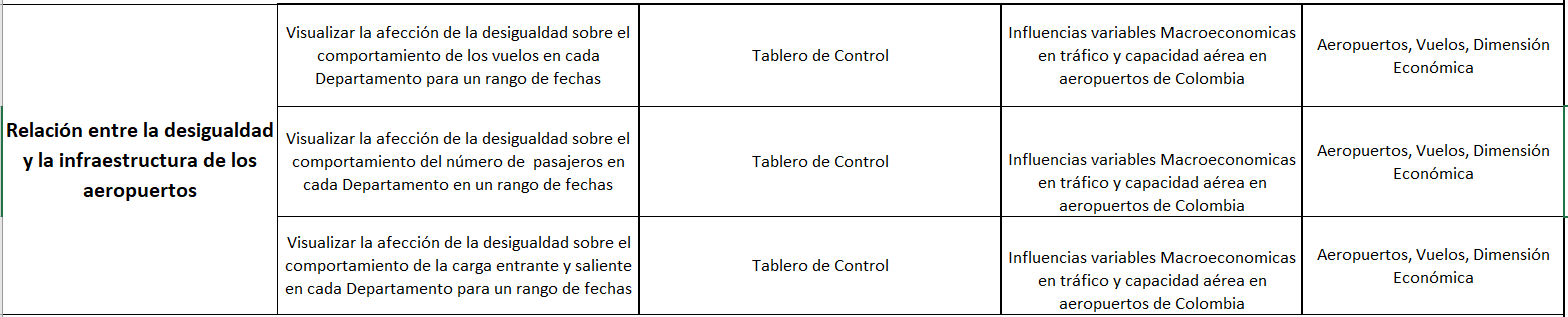 Relación entre la desigualdad
y la infraestructura de los
aeropuertos
Visualizar la afección de la desigualdad sobre el
comportamiento de los vuelos en cada
Departamento para un rango de fechas
Tablero de Control
Influencias variables Macroeconomicas
en tráfico y capacidad aérea en
aeropuertos de Colombia
Aeropuertos, Vuelos, Dimensión
Económica
Visualizar la afección de la desigualdad sobre el
comportamiento del número de  pasajeros en
cada Departamento en un rango de fechas
Tablero de Control
Influencias variables Macroeconomicas
en tráfico y capacidad aérea en
aeropuertos de Colombia
Aeropuertos, Vuelos, Dimensión
Económica
Visualizar la afección de la desigualdad sobre el
comportamiento de la carga entrante y saliente
en cada Departamento para un rango de fechas
Tablero de Control
Influencias variables Macroeconomicas
en tráfico y capacidad aérea en
aeropuertos de Colombia
Aeropuertos, Vuelos, Dimensión
Económica